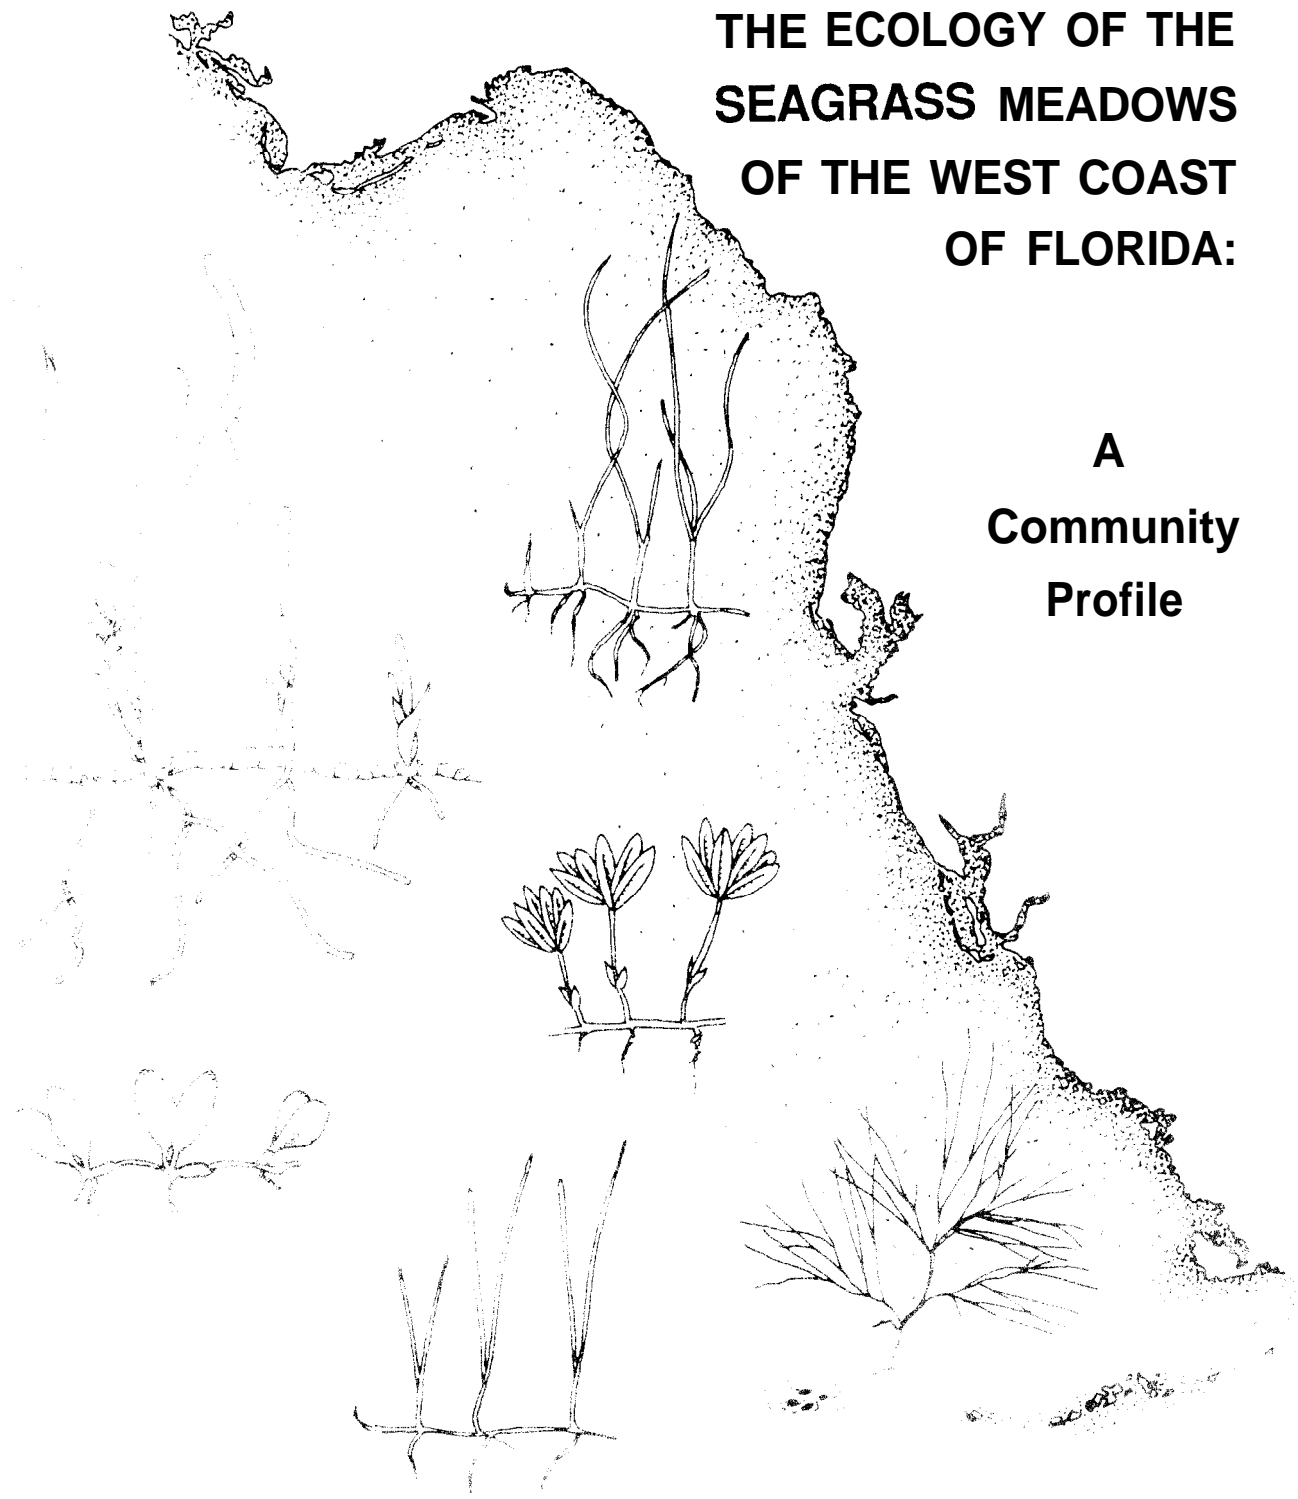 THE ECOLOGY OF THE
SEAGRASS MEADOWS
OF THE WEST COAST
OF FLORIDA:
A
Community
Profile